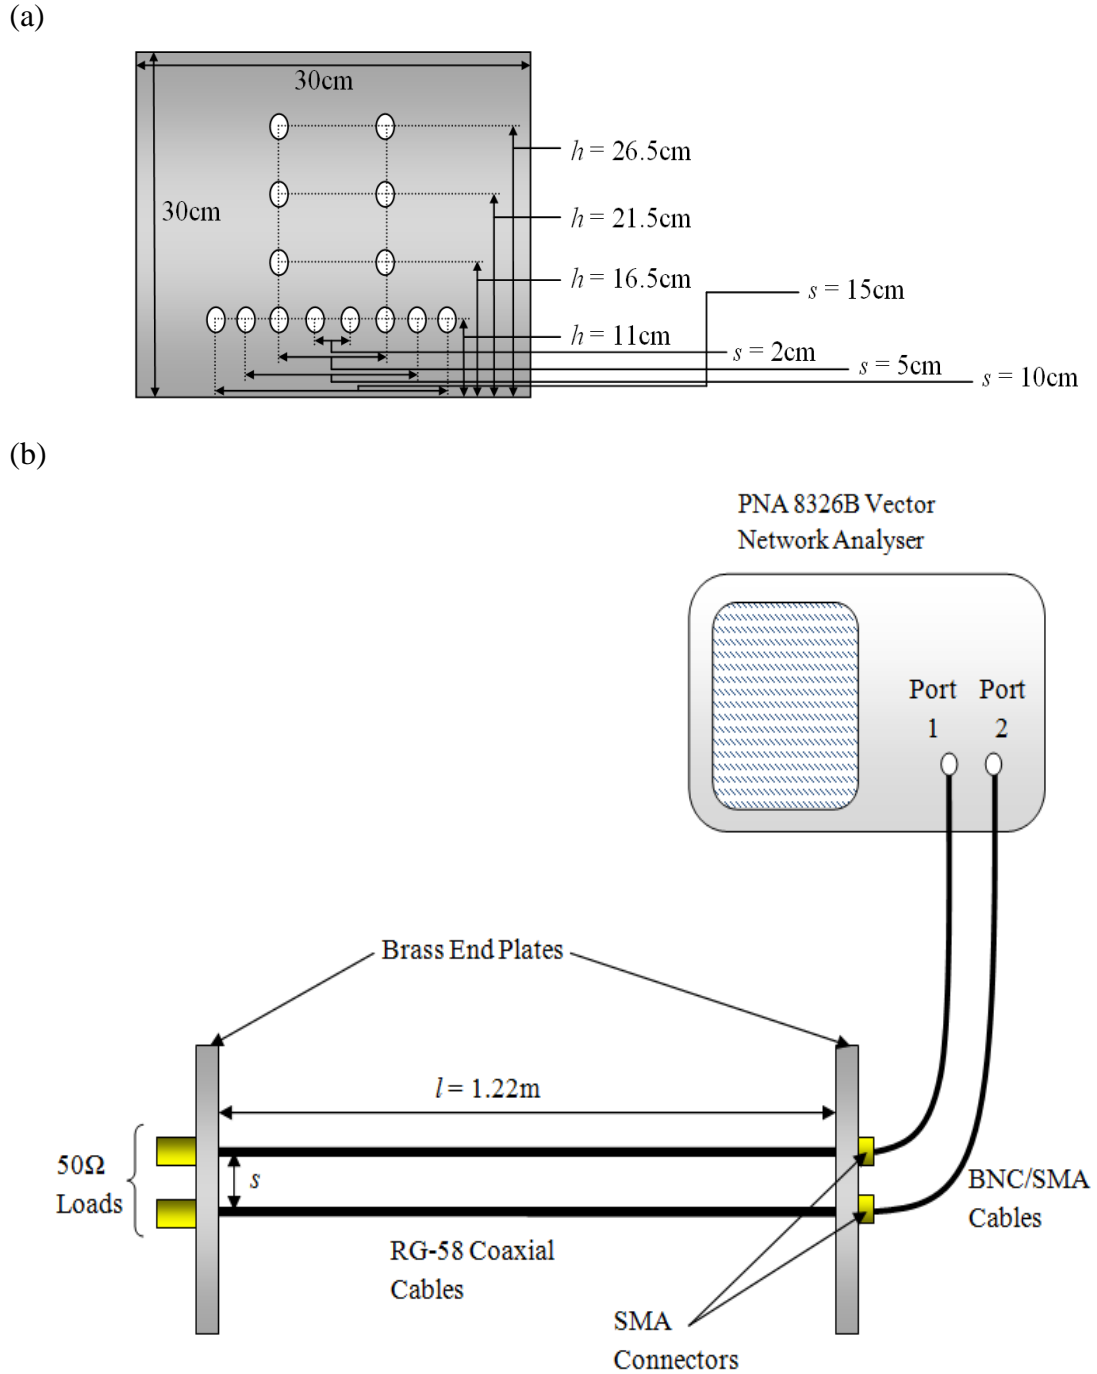 (a)
30cm
h = 26.5cm
30cm
h = 21.5cm
h = 16.5cm
s = 15cm
h = 11cm
s = 2cm
s = 5cm
s = 10cm
(b)
PNA 8326B Vector
Network Analyser
Port Port
1 2
Brass End Plates
l = 1.22m
50Ω
Loads
s
BNC/SMA
Cables
RG-58 Coaxial
Cables
SMA
Connectors